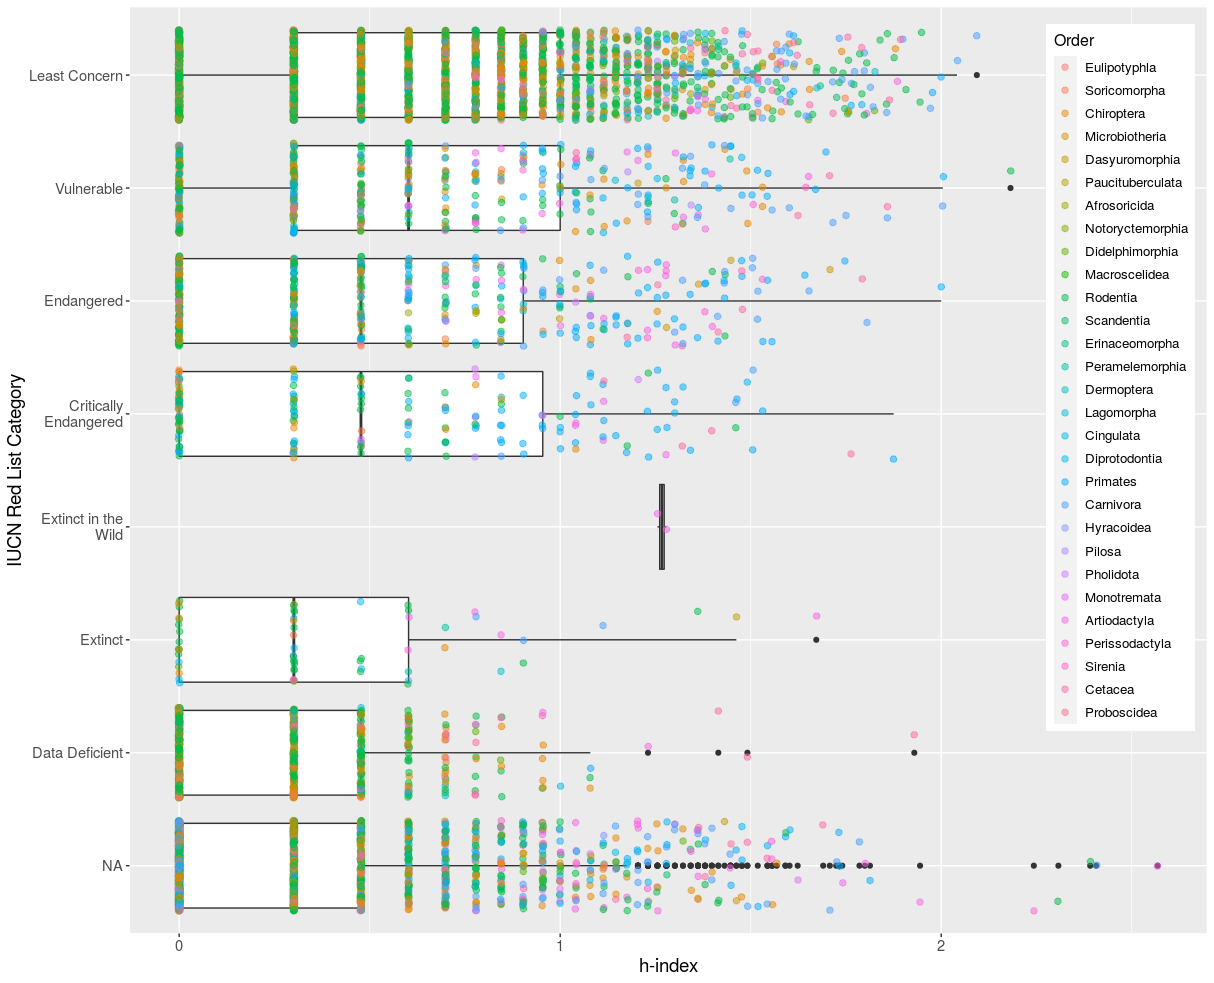 IUCN Red List Category
Least Concern
Vulnerable
Endangered
Critically
Endangered
Extinct in the
Wild
Extinct
Data Deficient
NA
0
1
2
h-index
Order
Eulipotyphla
Soricomorpha
Chiroptera
Microbiotheria
Dasyuromorphia
Paucituberculata
Afrosoricida
Notoryctemorphia
Didelphimorphia
Macroscelidea
Rodentia
Scandentia
Erinaceomorpha
Peramelemorphia
Dermoptera
Lagomorpha
Cingulata
Diprotodontia
Primates
Carnivora
Hyracoidea
Pilosa
Pholidota
Monotremata
Artiodactyla
Perissodactyla
Sirenia
Cetacea
Proboscidea